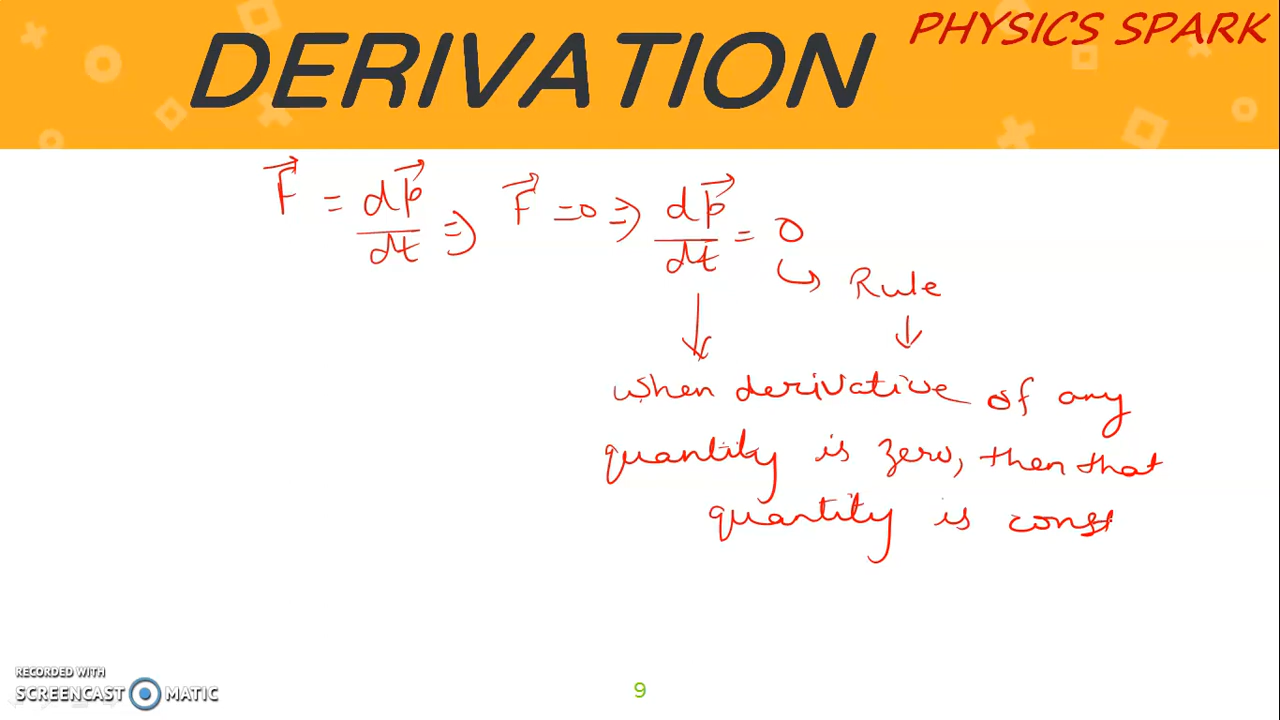 PHYSICS SPARK
DERIVATION
F⃗ = dp⃗/dt ⇒ F⃗ = 0 ⇒ dp⃗/dt = 0
↳ Rule
↓ ↓
when derivative of any
quantity is zero, then that
quantity is const
RECORDED WITH
SCREENCAST MATIC
9